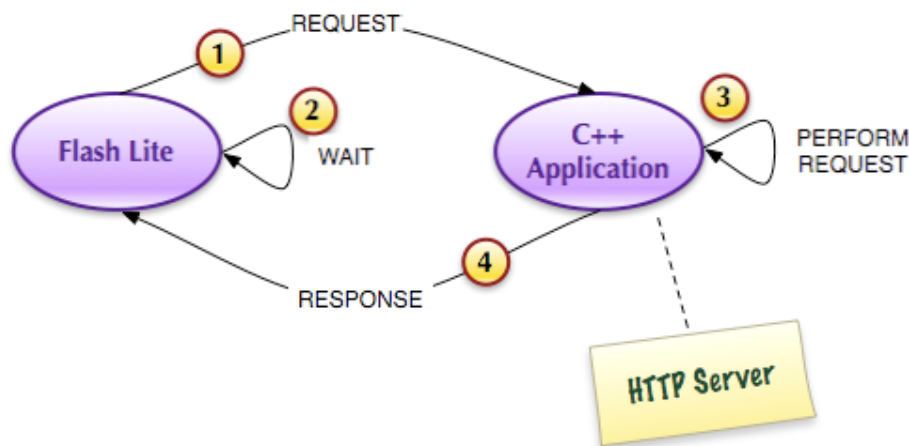 REQUEST
1
2
3
Flash Lite
WAIT
C++
Application
PERFORM
REQUEST
4
RESPONSE
HTTP Server